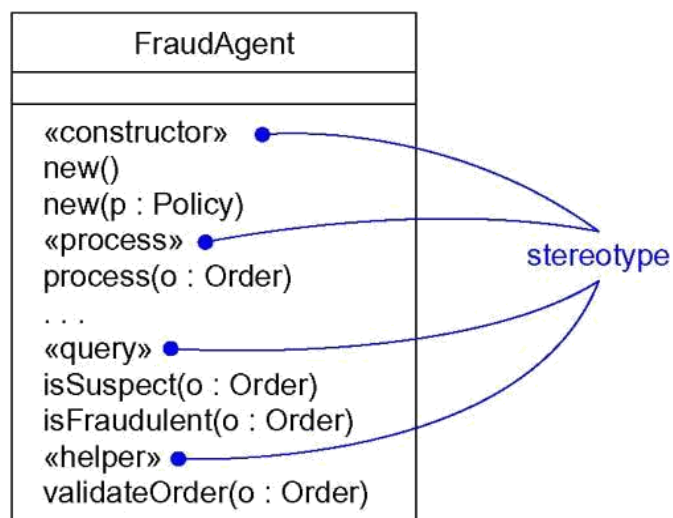 FraudAgent
«constructor»
new()
new(p : Policy)
«process»
process(o : Order)
. . .
«query»
isSuspect(o : Order)
isFraudulent(o : Order)
«helper»
validateOrder(o : Order)
stereotype